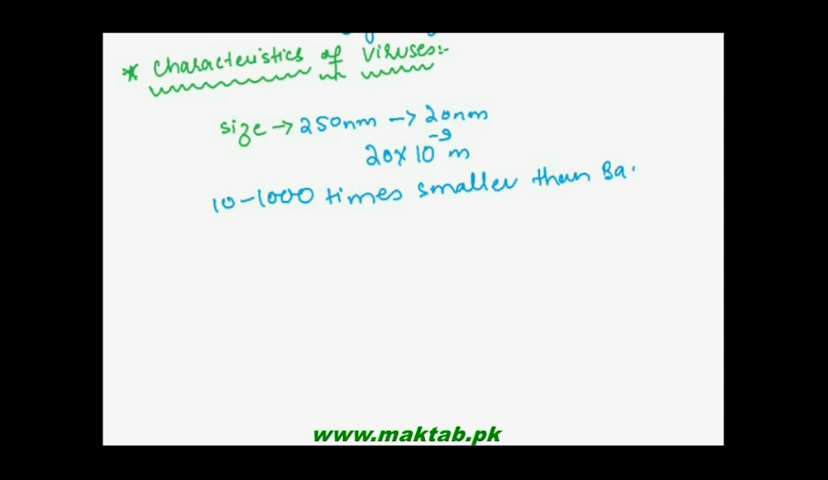 * Characteristics of Viruses:-
size → 250nm → 20nm
20 × 10⁻⁹ m
10-1000 times smaller than Ba
www.maktab.pk